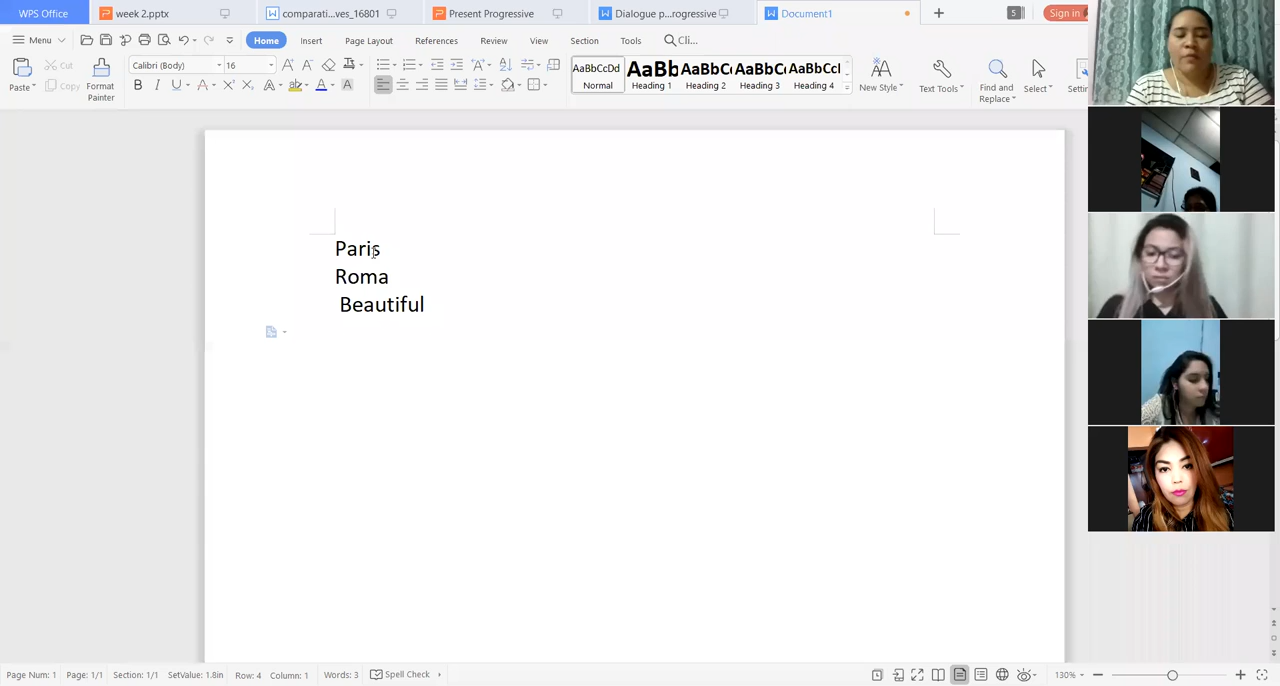 WPS Office
week 2.pptx
comparati...ves_16801
Present Progressive
Dialogue p...rogressive
Document1
5
Sign in
Menu
Home
Insert
Page Layout
References
Review
View
Section
Tools
Cli...
Paste
Cut
Copy
Format Painter
Calibri (Body)
16
AaBbCcDd
Normal
AaBb
Heading 1
AaBbC
Heading 2
AaBbC
Heading 3
AaBbCcI
Heading 4
New Style
Text Tools
Find and Replace
Select
Paris
Roma
Beautiful
Page Num: 1
Page: 1/1
Section: 1/1
SetValue: 1.8in
Row: 4
Column: 1
Words: 3
Spell Check
130%